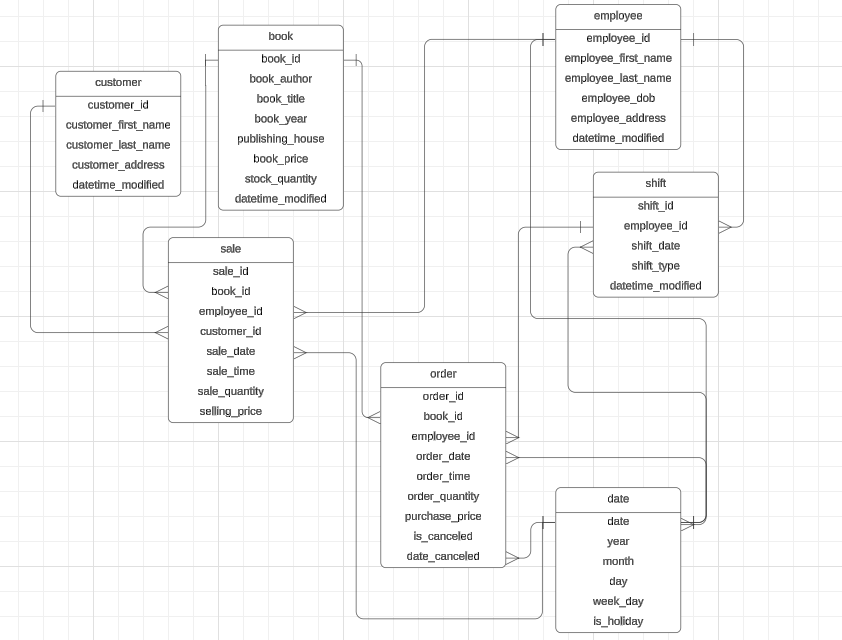 customer
customer_id
customer_first_name
customer_last_name
customer_address
datetime_modified
book
book_id
book_author
book_title
book_year
publishing_house
book_price
stock_quantity
datetime_modified
employee
employee_id
employee_first_name
employee_last_name
employee_dob
employee_address
datetime_modified
shift
shift_id
employee_id
shift_date
shift_type
datetime_modified
sale
sale_id
book_id
employee_id
customer_id
sale_date
sale_time
sale_quantity
selling_price
order
order_id
book_id
employee_id
order_date
order_time
order_quantity
purchase_price
is_canceled
date_canceled
date
date
year
month
day
week_day
is_holiday